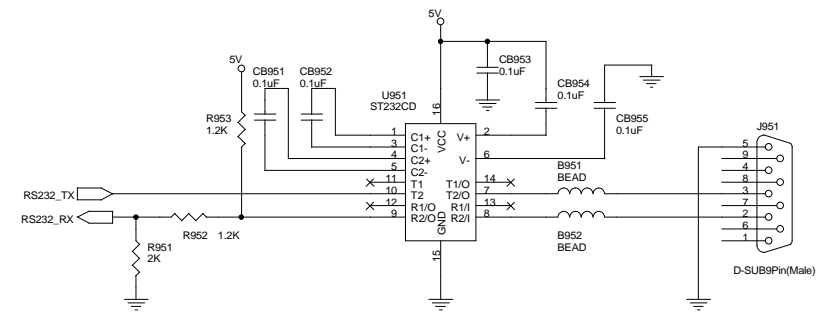 5V
5V
CB951
0.1uF
CB952
0.1uF
CB953
0.1uF
CB954
0.1uF
CB955
0.1uF
U951
ST232CD
R953
1.2K
16
VCC
1
C1+
3
C1-
4
C2+
5
C2-
11
T1
10
T2
12
R1/O
9
R2/O
V+
2
V-
6
T1/O
14
T2/O
7
R1/I
13
R2/I
8
GND
15
B951
BEAD
B952
BEAD
RS232_TX
RS232_RX
R952
1.2K
R951
2K
J951
5
9
4
8
3
7
2
6
1
D-SUB9Pin(Male)